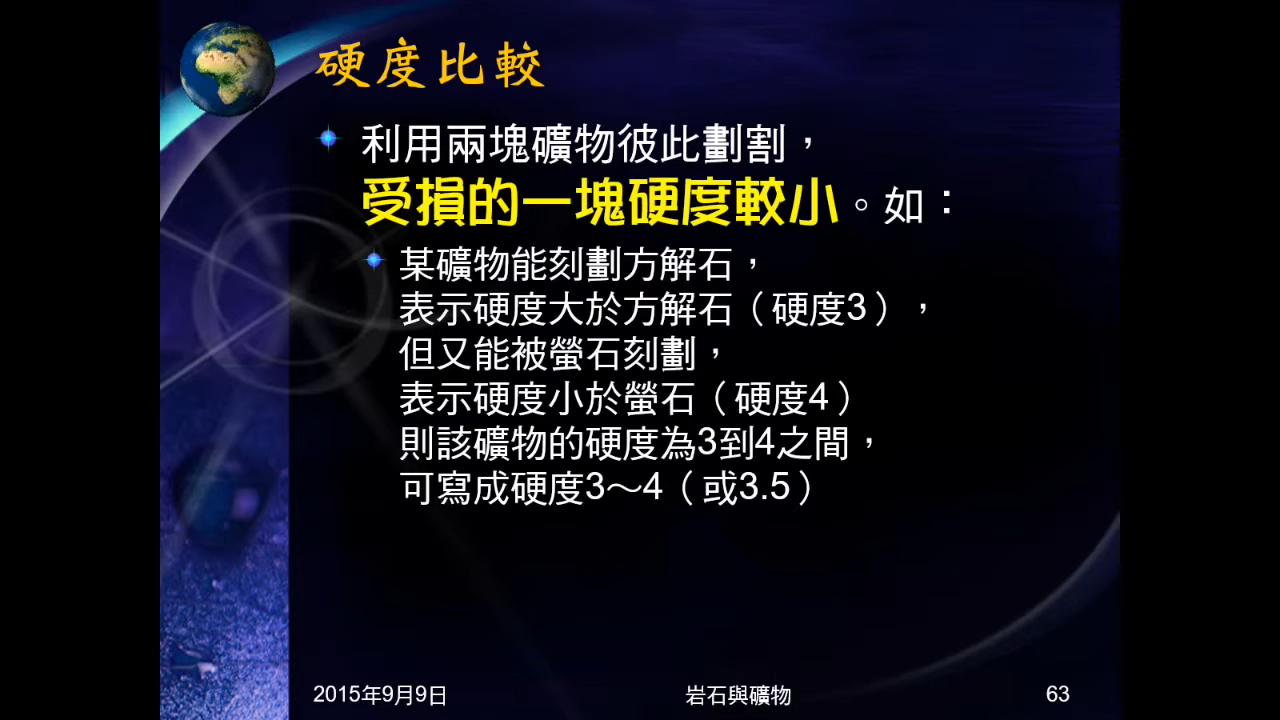 硬度比較
利用兩塊礦物彼此劃割，
受損的一塊硬度較小。如：
某礦物能刻劃方解石，
表示硬度大於方解石（硬度3），
但又能被螢石刻劃，
表示硬度小於螢石（硬度4）
則該礦物的硬度為3到4之間，
可寫成硬度3～4（或3.5）
2015年9月9日
岩石與礦物
63